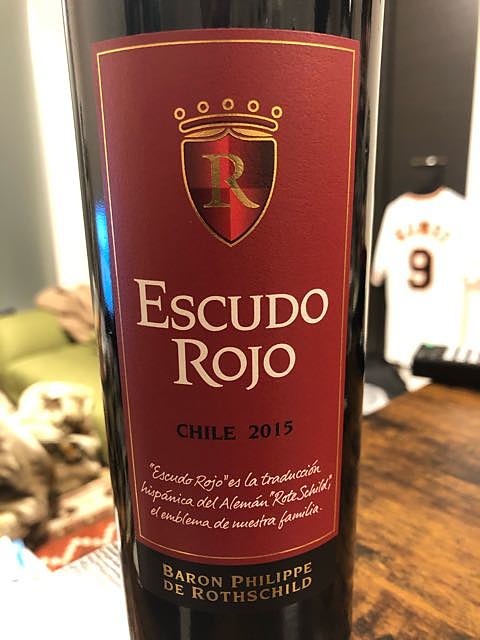 R
ESCUDO
ROJO
CHILE 2015
"Escudo Rojo" es la traducción
hispánica del Alemán "Rote Schild",
el emblema de nuestra familia.
BARON PHILIPPE
DE ROTHSCHILD
9